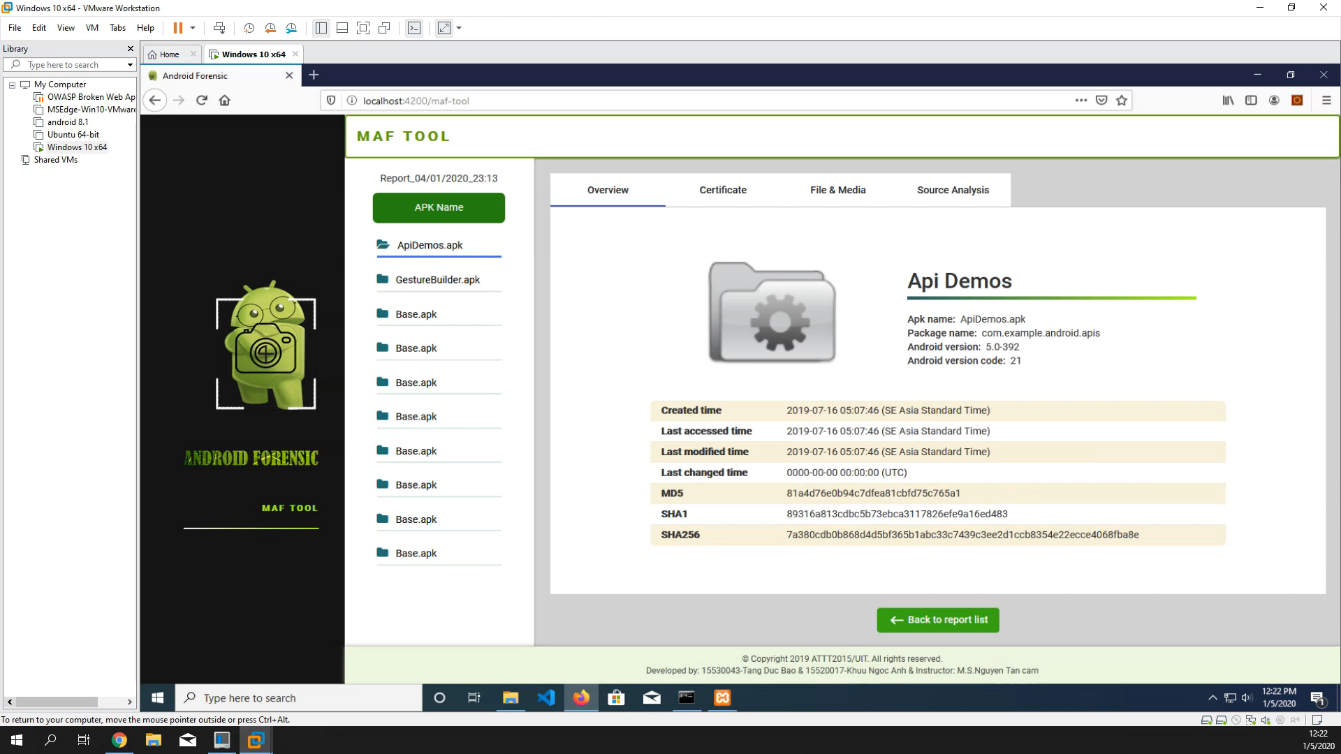 Windows 10 x64 - VMware Workstation
File Edit View VM Tabs Help
Library
Type here to search
My Computer
OWASP Broken Web Ap
MSEdge-Win10-VMware
android 8.1
Ubuntu 64-bit
Windows 10 x64
Shared VMs
Home
Windows 10 x64
Android Forensic
localhost:4200/maf-tool
ANDROID FORENSIC
MAF TOOL
MAF TOOL
Report_04/01/2020_23:13
APK Name
ApiDemos.apk
GestureBuilder.apk
Base.apk
Base.apk
Base.apk
Base.apk
Base.apk
Base.apk
Base.apk
Base.apk
Overview Certificate File & Media Source Analysis
Api Demos
Apk name: ApiDemos.apk
Package name: com.example.android.apis
Android version: 5.0-392
Android version code: 21
Created time 2019-07-16 05:07:46 (SE Asia Standard Time)
Last accessed time 2019-07-16 05:07:46 (SE Asia Standard Time)
Last modified time 2019-07-16 05:07:46 (SE Asia Standard Time)
Last changed time 0000-00-00 00:00:00 (UTC)
MD5 81a4d76e0b94c7dfea81cbfd75c765a1
SHA1 89316a813cdbc5b73ebca3117826efe9a16ed483
SHA256 7a380cdb0b868d4d5bf365b1abc33c7439c3ee2d1ccb8354e22ecce4068fba8e
Back to report list
© Copyright 2019 ATTT2015/UIT. All rights reserved.
Developed by: 15530043-Tang Duc Bao & 15520017-Khuu Ngoc Anh & Instructor: M.S.Nguyen Tan cam
Type here to search
12:22 PM
1/5/2020
1
To return to your computer, move the mouse pointer outside or press Ctrl+Alt.
12:22
1/5/2020